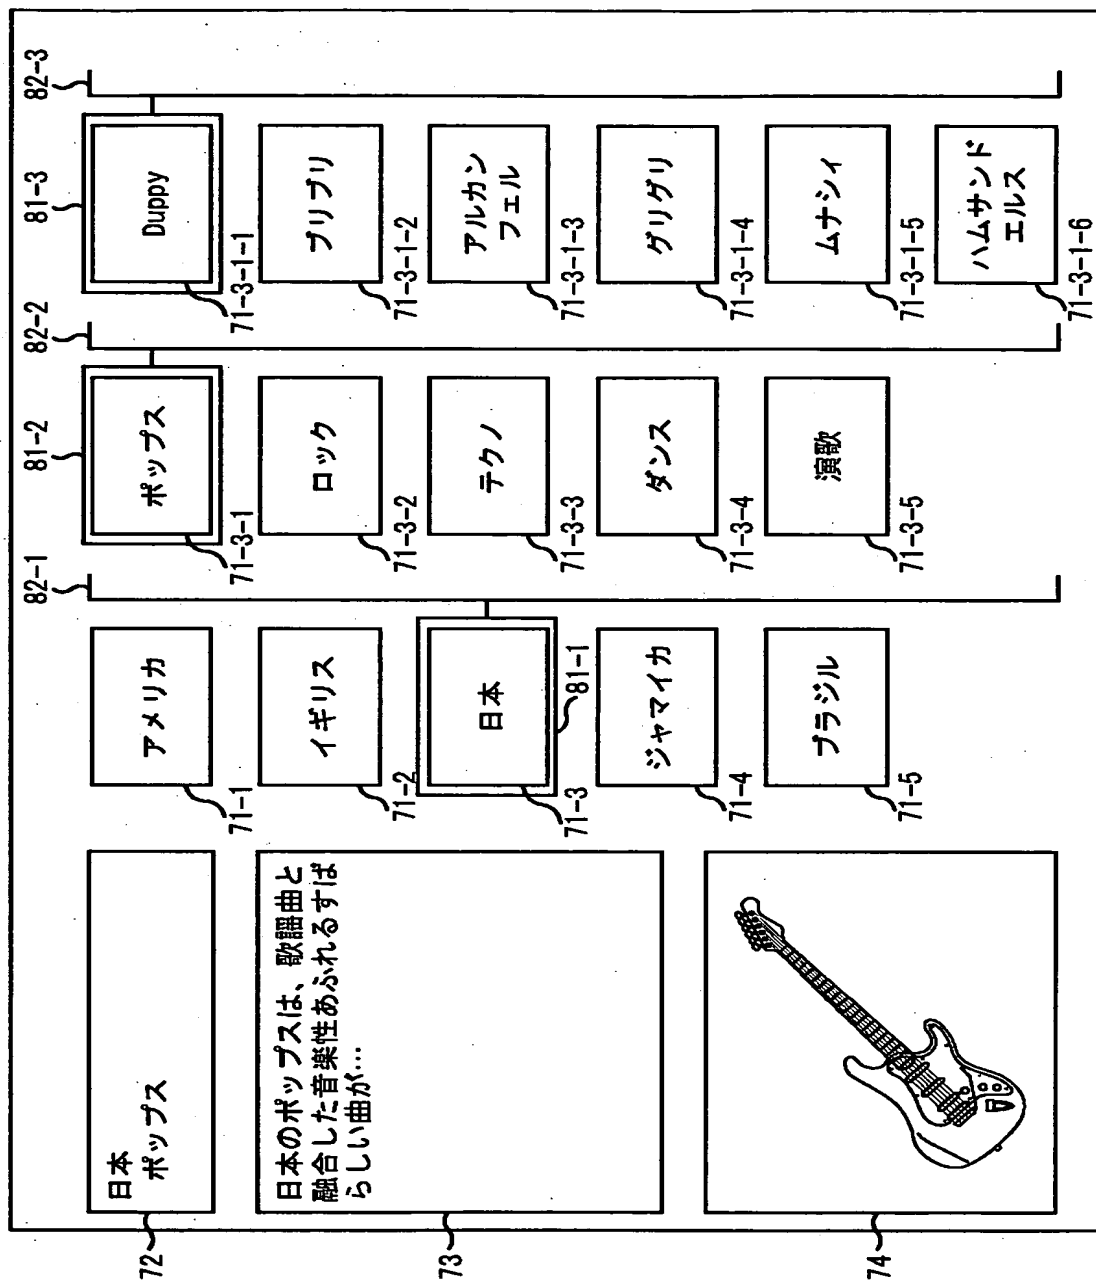 72
日本
ポップス
73
日本のポップスは、歌謡曲と
融合した音楽性あふれるすば
らしい曲が…
74
アメリカ
71-1
イギリス
71-2
日本
71-3
81-1
ジャマイカ
71-4
ブラジル
71-5
82-1
81-2
ポップス
71-3-1
ロック
71-3-2
テクノ
71-3-3
ダンス
71-3-4
演歌
71-3-5
82-2
81-3
Duppy
71-3-1-1
プリプリ
71-3-1-2
アルカン
フェル
71-3-1-3
グリグリ
71-3-1-4
ムナシィ
71-3-1-5
ハムサンド
エルス
71-3-1-6
82-3